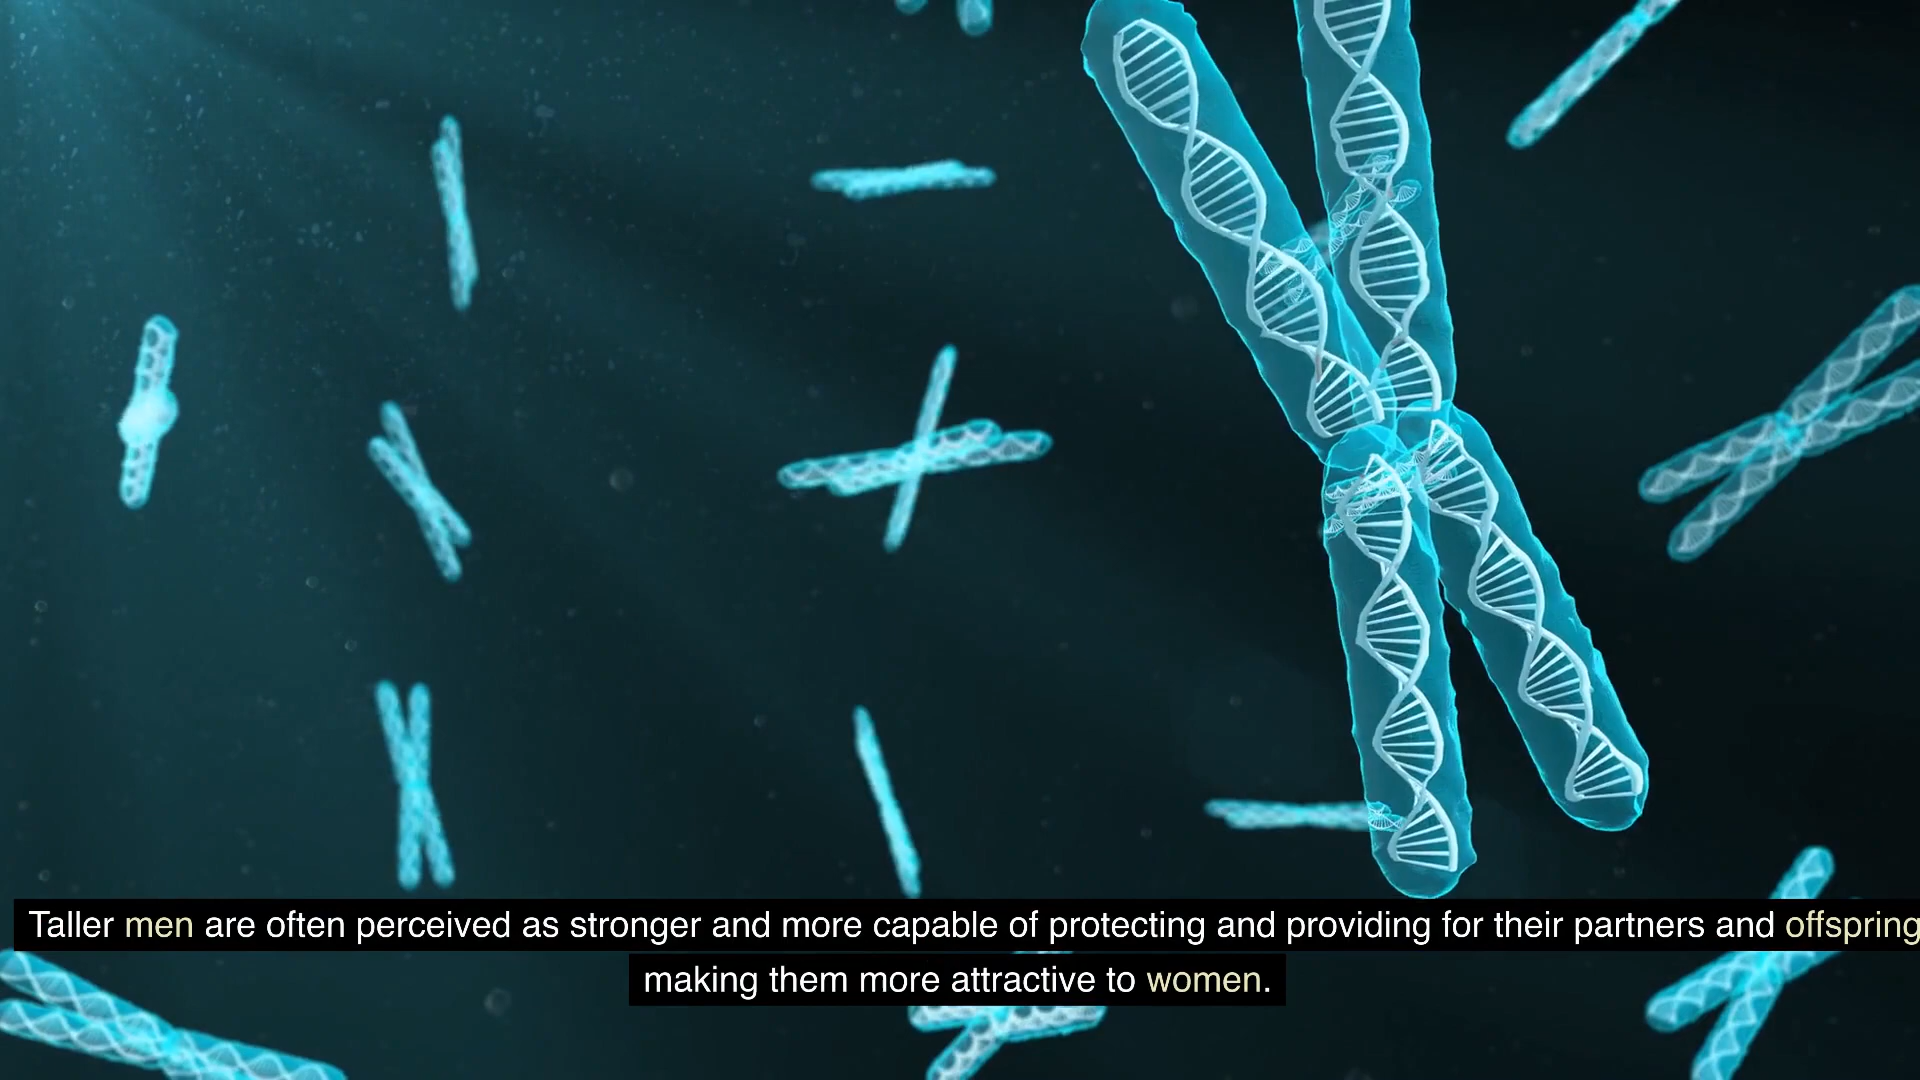 Taller men are often perceived as stronger and more capable of protecting and providing for their partners and offspring
making them more attractive to women.